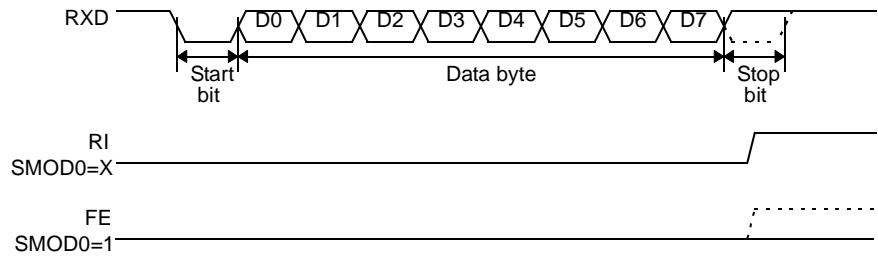 RXD
D0 D1 D2 D3 D4 D5 D6 D7
Start
bit
Data byte
Stop
bit
RI
SMOD0=X
FE
SMOD0=1